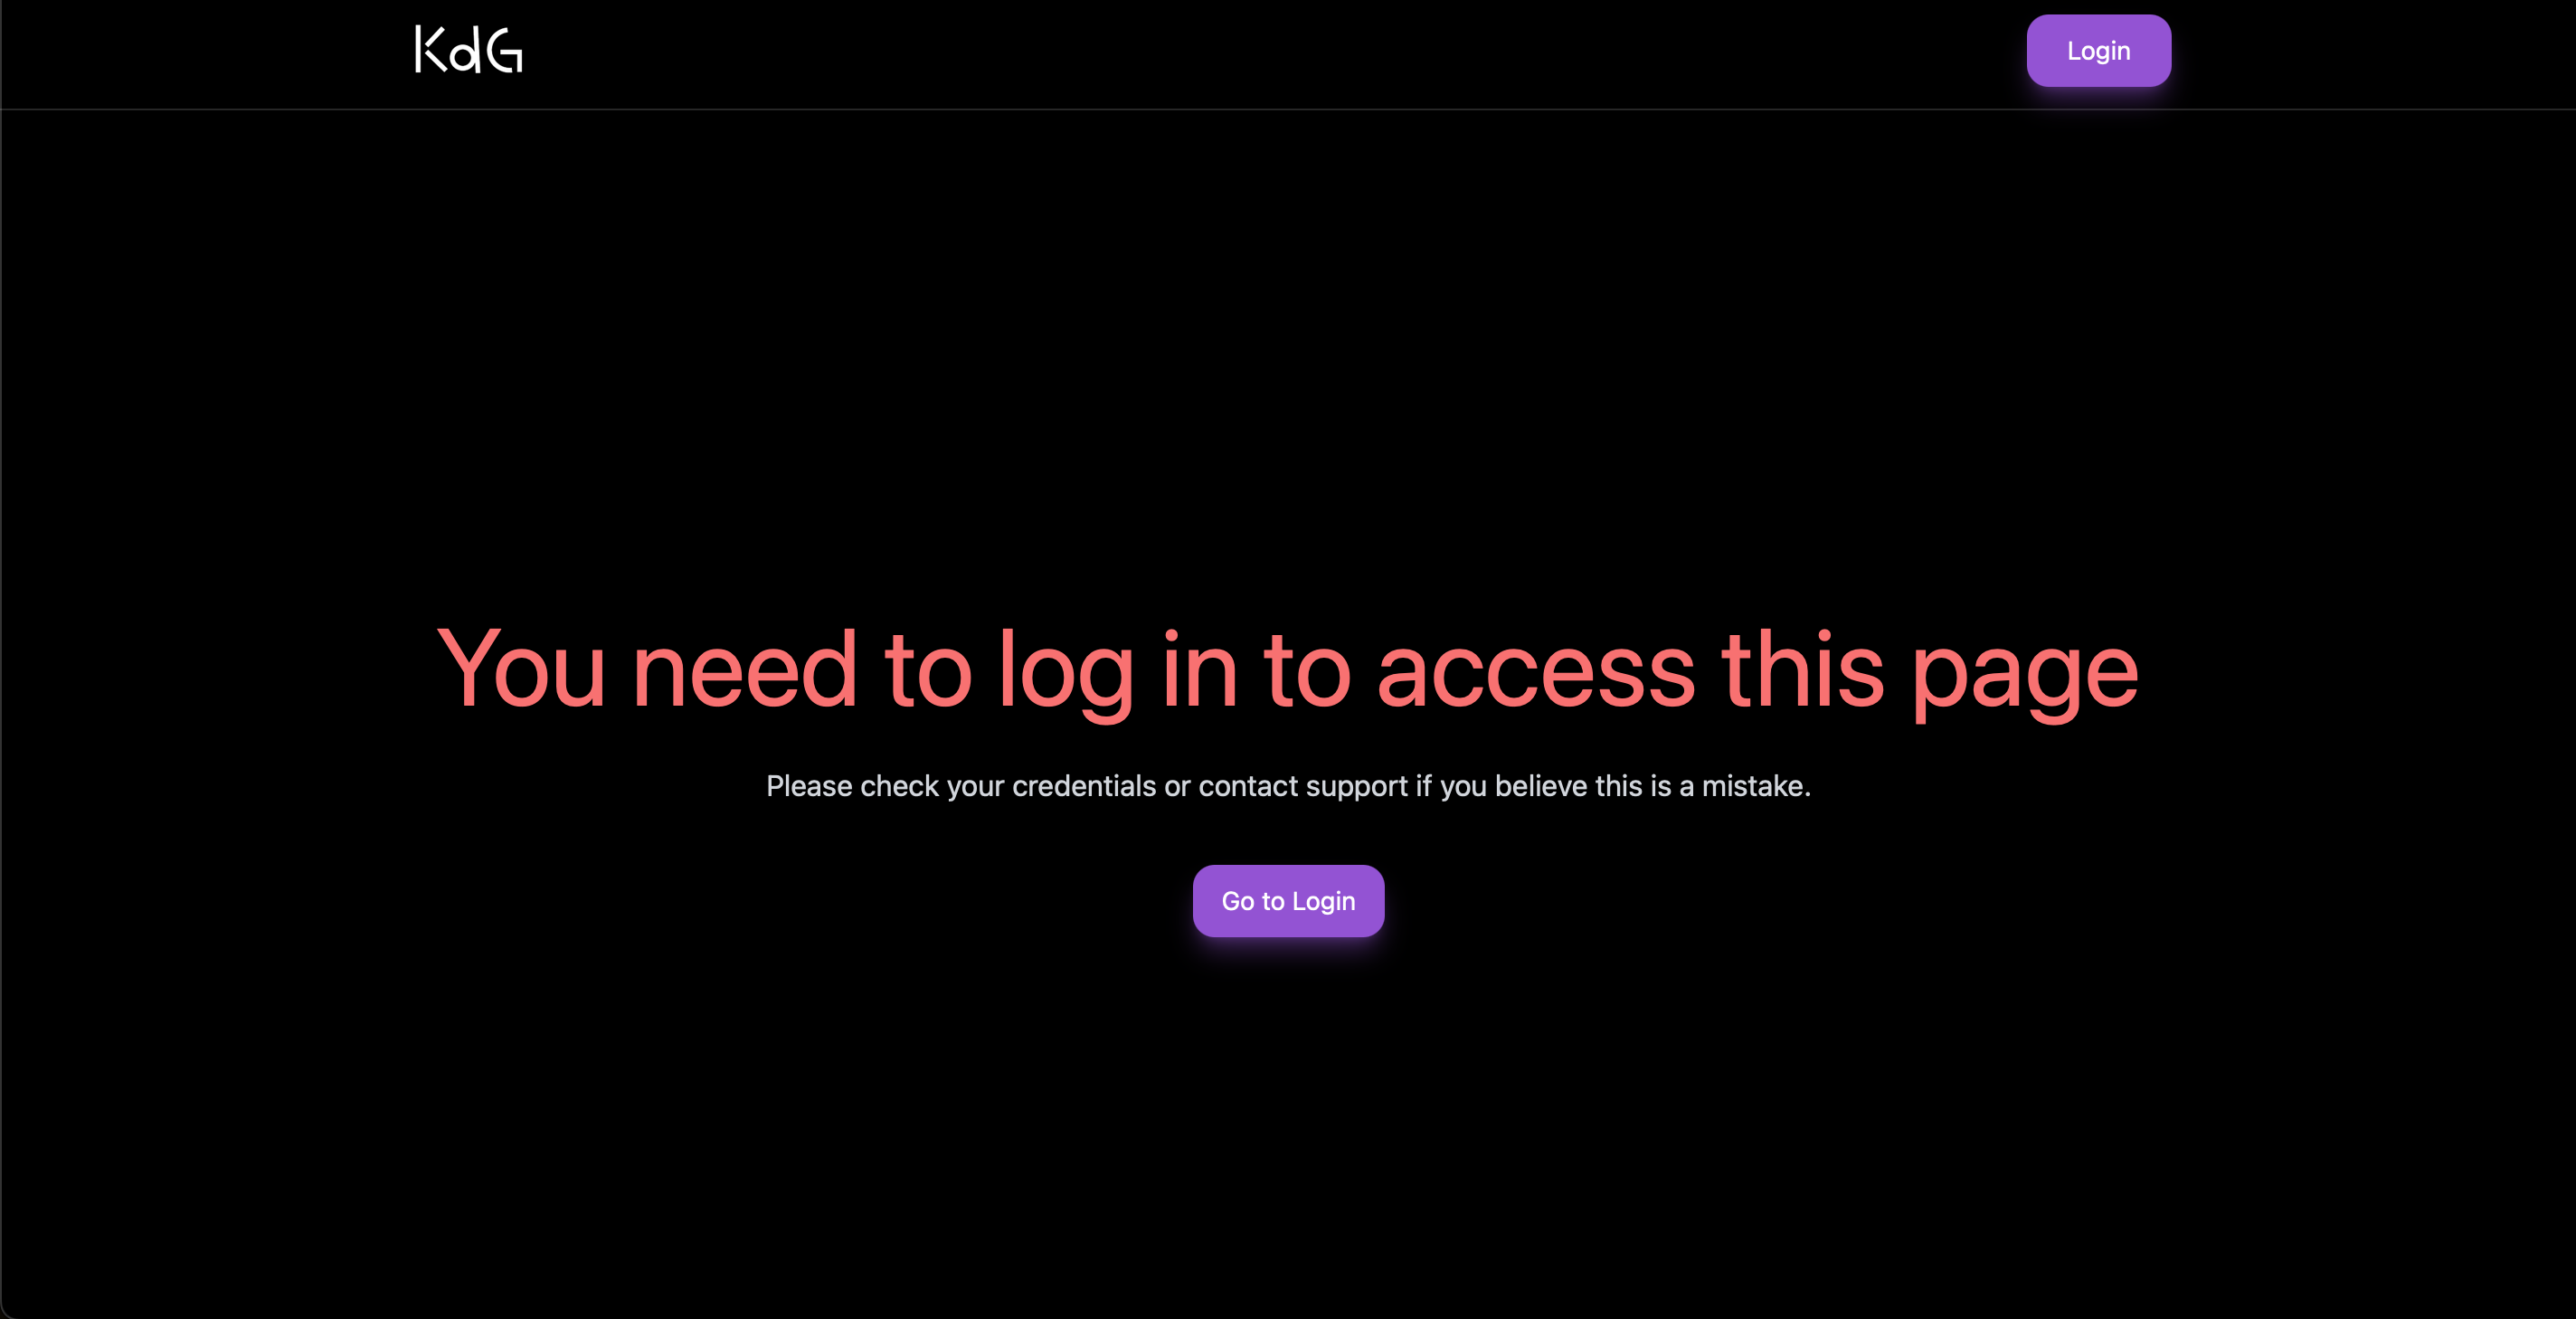 KdG
Login
You need to log in to access this page
Please check your credentials or contact support if you believe this is a mistake.
Go to Login